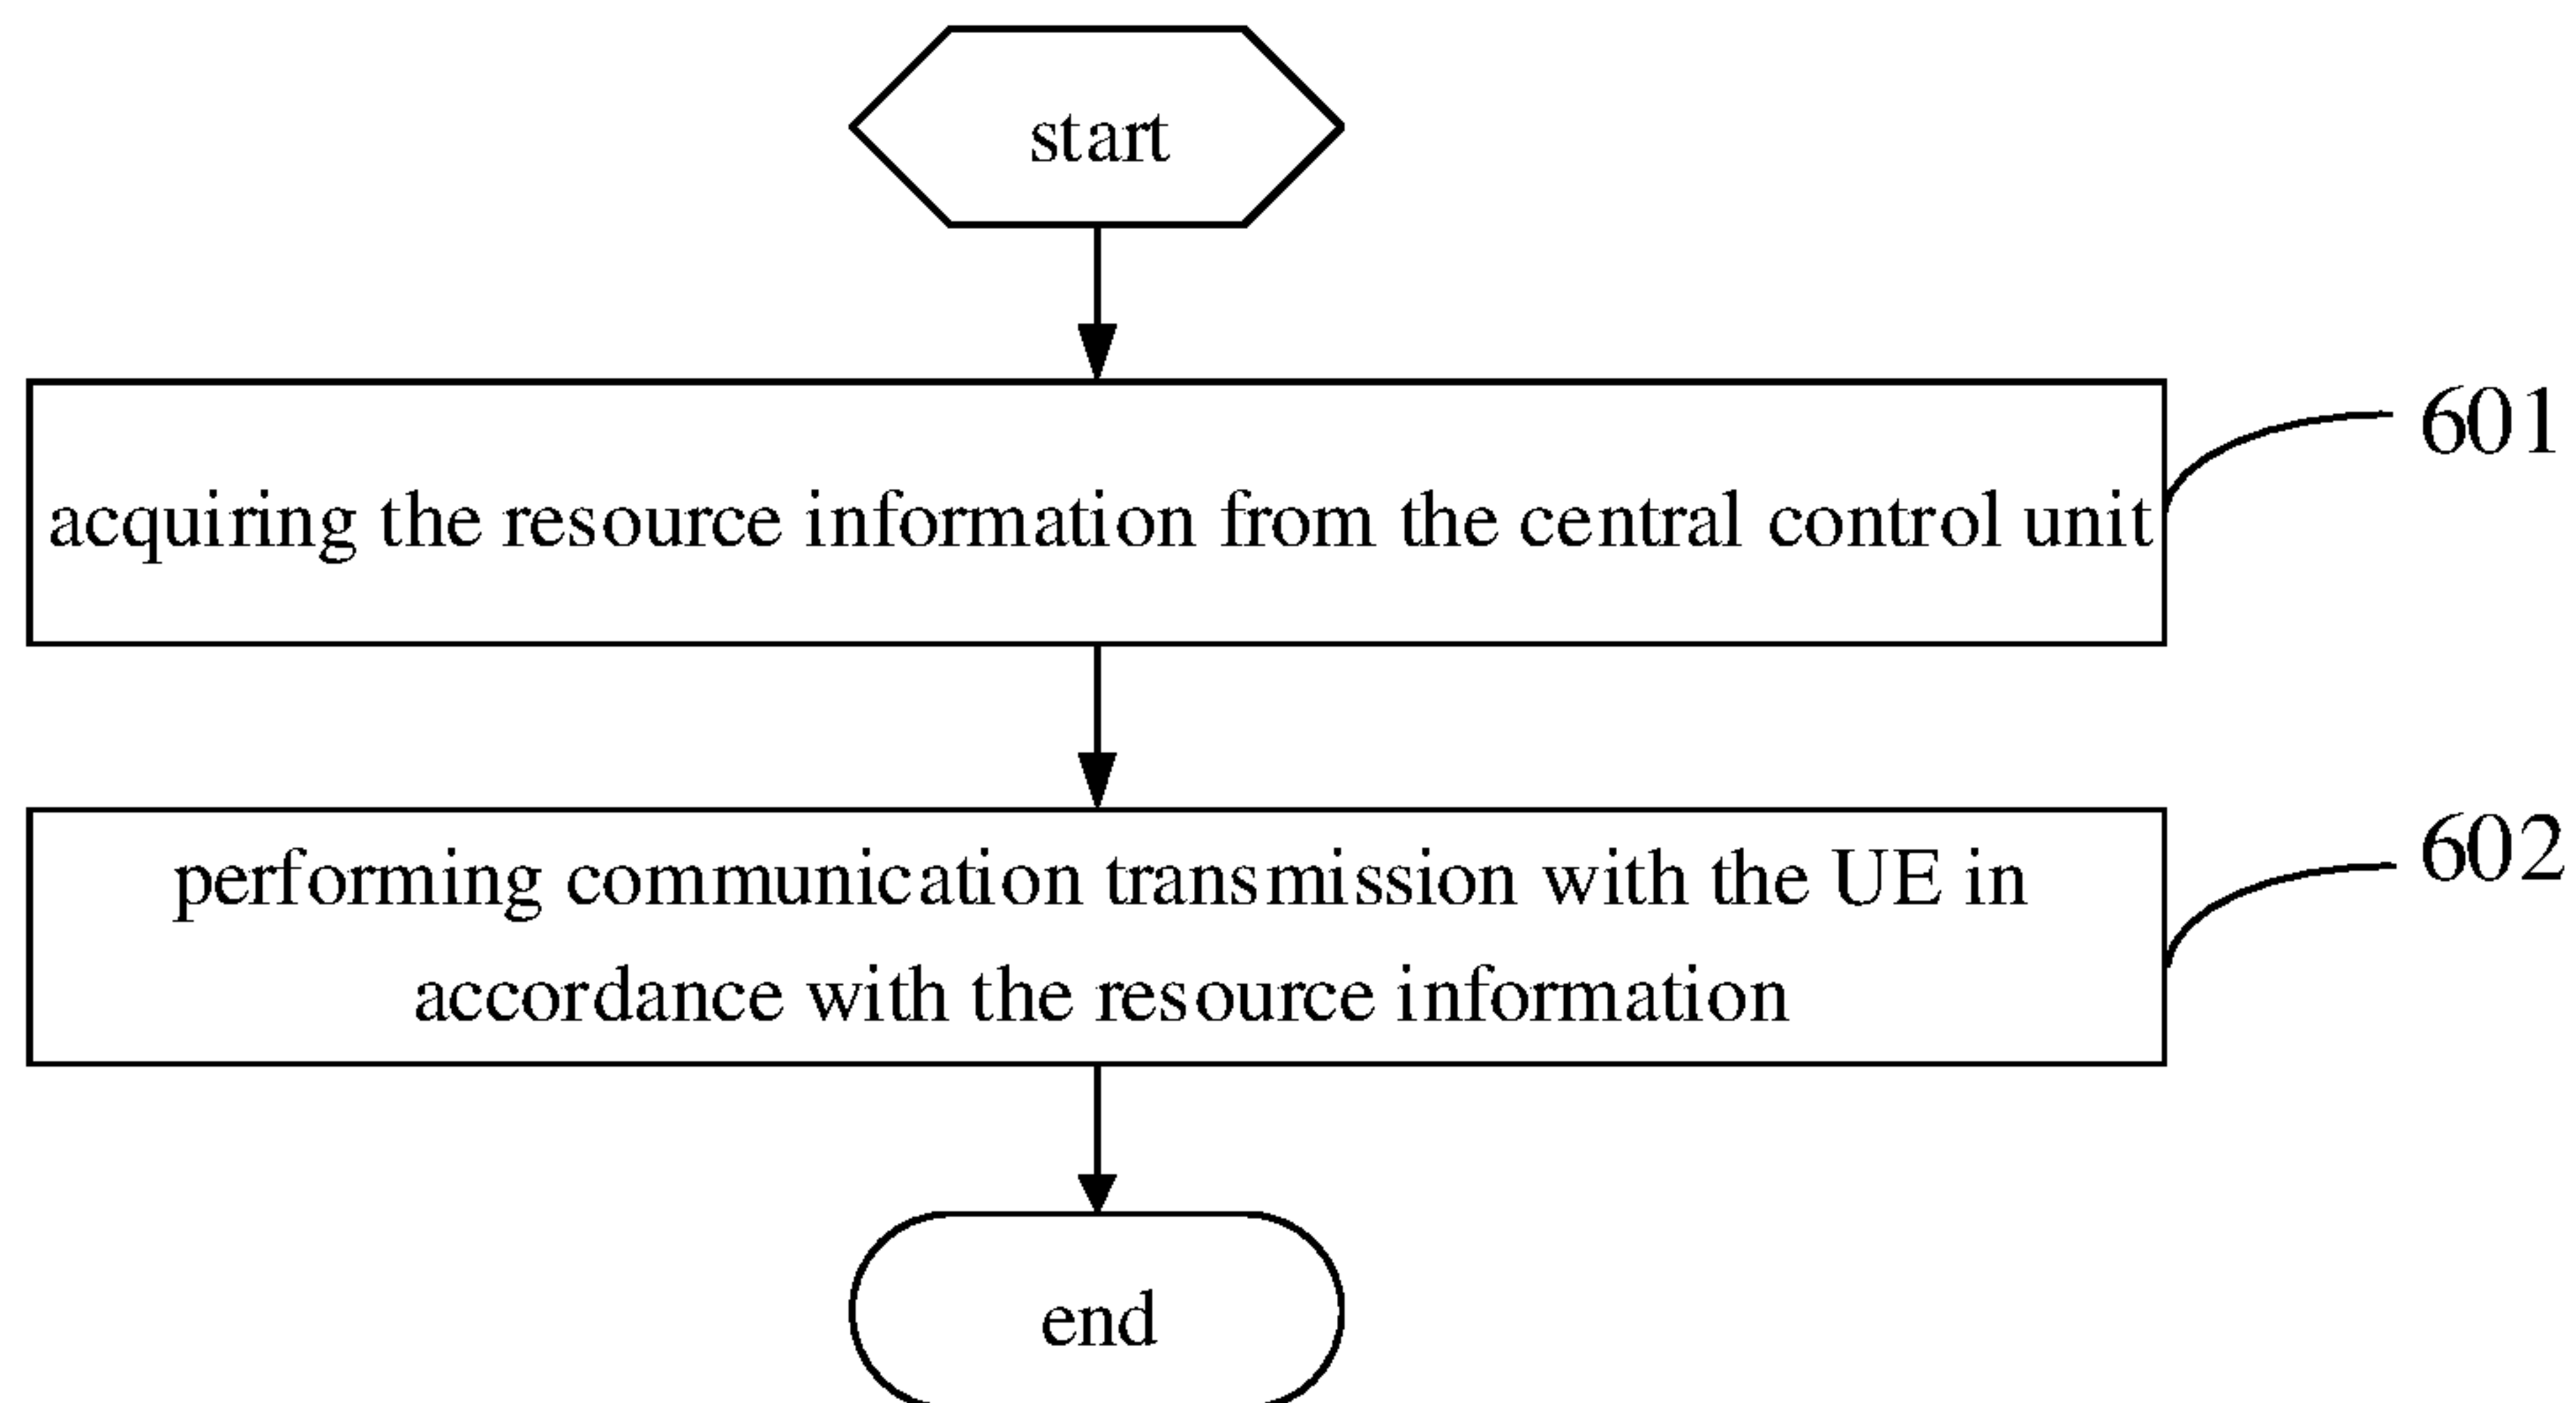 start
acquiring the resource information from the central control unit
601
performing communication transmission with the UE in
accordance with the resource information
602
end